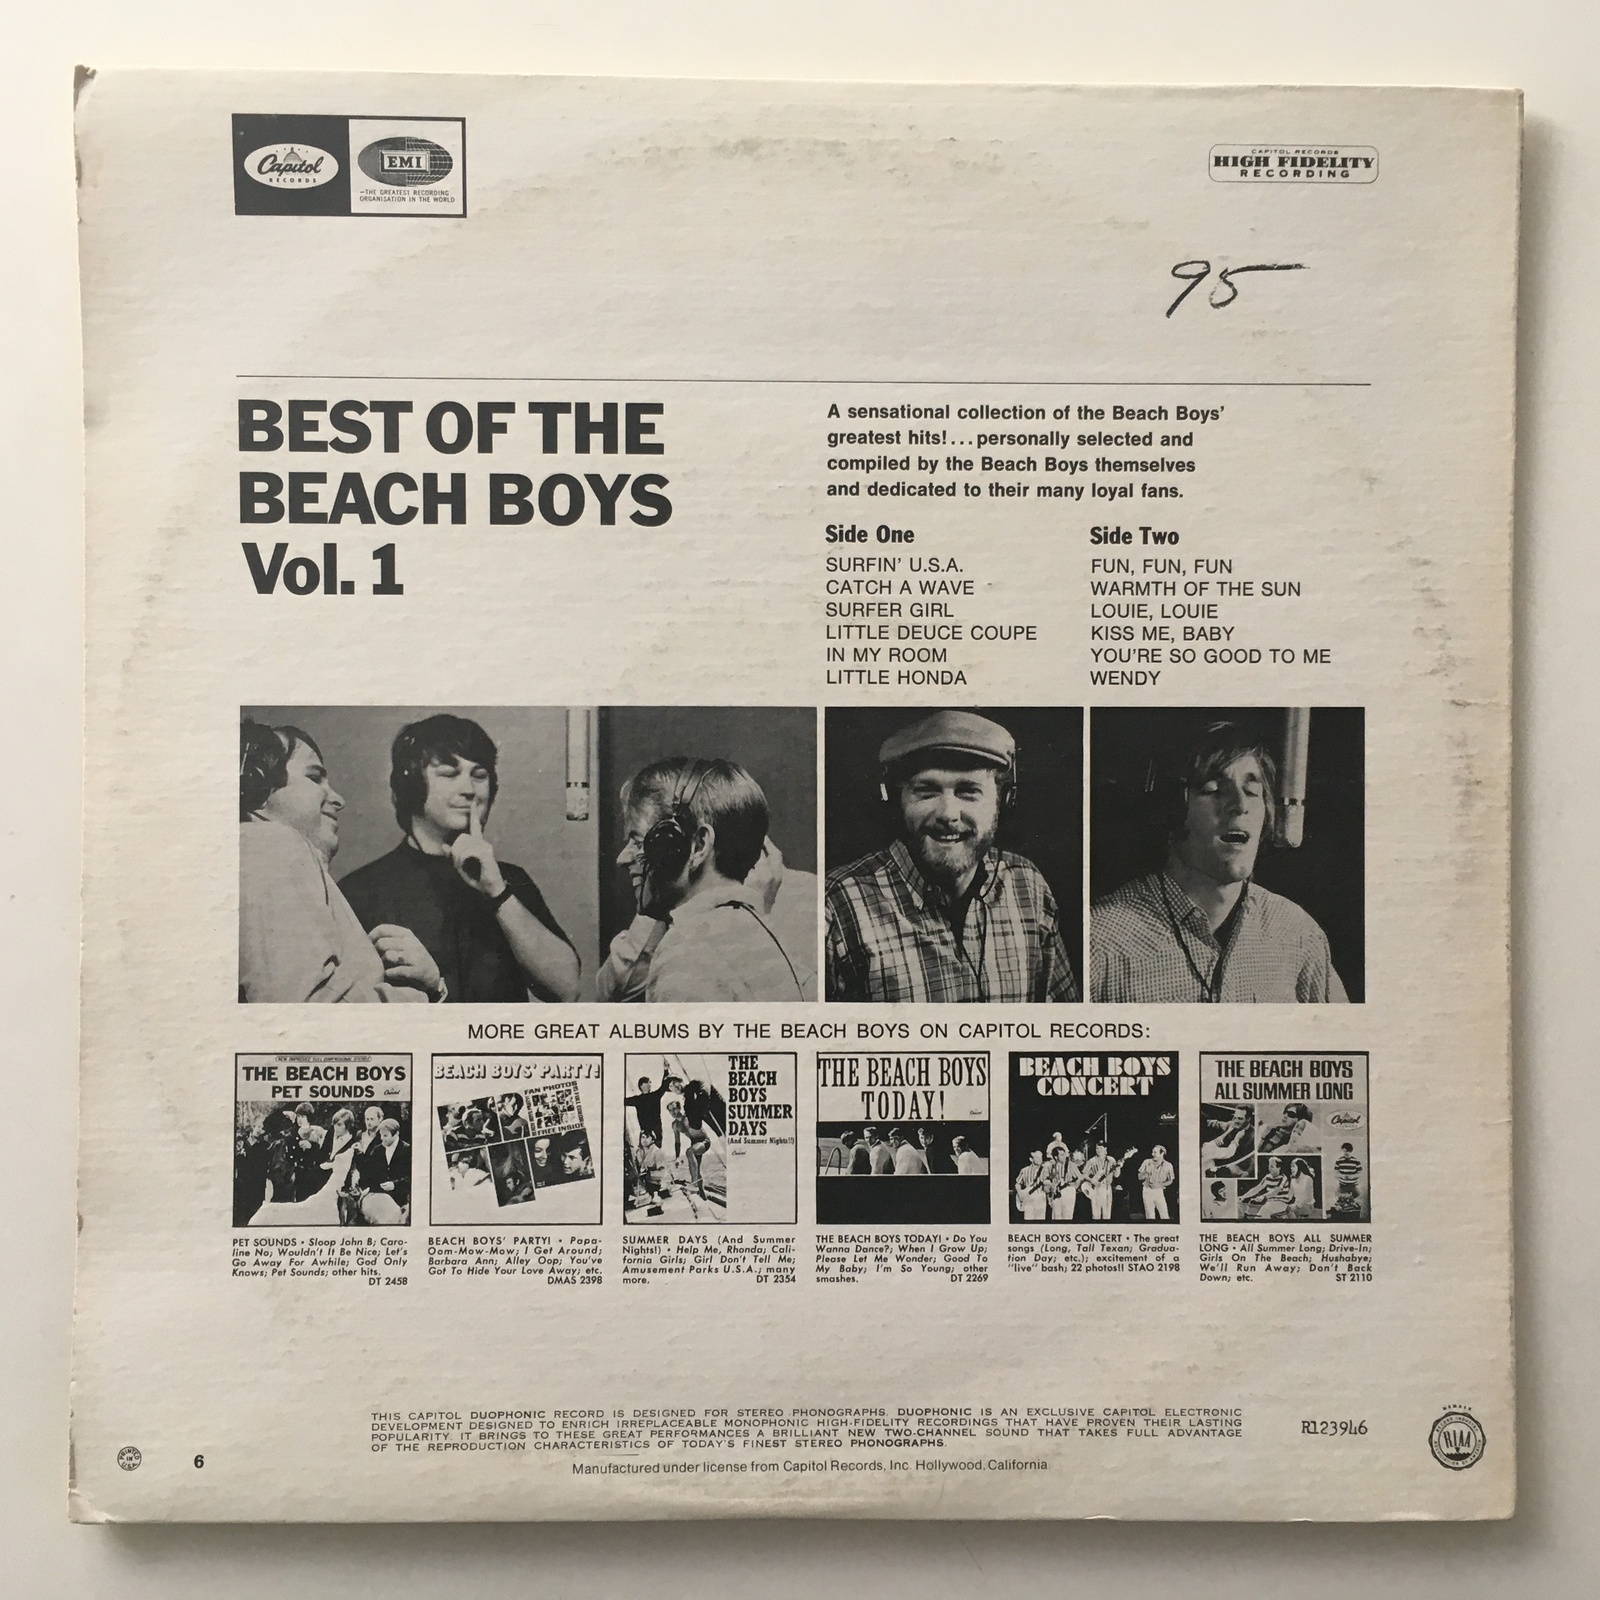 Capitol
RECORDS
EMI
—THE GREATEST RECORDING
ORGANISATION IN THE WORLD
CAPITOL RECORDS
HIGH FIDELITY
RECORDING
95
BEST OF THE
BEACH BOYS
Vol. 1
A sensational collection of the Beach Boys'
greatest hits!...personally selected and
compiled by the Beach Boys themselves
and dedicated to their many loyal fans.
Side One
SURFIN' U.S.A.
CATCH A WAVE
SURFER GIRL
LITTLE DEUCE COUPE
IN MY ROOM
LITTLE HONDA
Side Two
FUN, FUN, FUN
WARMTH OF THE SUN
LOUIE, LOUIE
KISS ME, BABY
YOU'RE SO GOOD TO ME
WENDY
MORE GREAT ALBUMS BY THE BEACH BOYS ON CAPITOL RECORDS:
THE BEACH BOYS
PET SOUNDS
Capitol
BEACH BOYS' PARTY!
FAN PHOTOS
FREE INSIDE
THE
BEACH
BOYS
SUMMER
DAYS
(And Summer Nights!!)
Capitol
THE BEACH BOYS
TODAY!
BEACH BOYS
CONCERT
Capitol
THE BEACH BOYS
ALL SUMMER LONG
Capitol
PET SOUNDS • Sloop John B; Caro-
line No; Wouldn't It Be Nice; Let's
Go Away For Awhile; God Only
Knows; Pet Sounds; other hits.
DT 2458
BEACH BOYS' PARTY! • Papa-
Oom-Mow-Mow; I Get Around;
Barbara Ann; Alley Oop; You've
Got To Hide Your Love Away; etc.
DMAS 2398
SUMMER DAYS (And Summer
Nights!) • Help Me, Rhonda; Cali-
fornia Girls; Girl Don't Tell Me;
Amusement Parks U.S.A.; many
more. DT 2354
THE BEACH BOYS TODAY! • Do You
Wanna Dance?; When I Grow Up;
Please Let Me Wonder; Good To
My Baby; I'm So Young; other
smashes. DT 2269
BEACH BOYS CONCERT • The great
songs (Long, Tall Texan; Gradua-
tion Day; etc.); excitement of a
"live" bash; 22 photos!! STAO 2198
THE BEACH BOYS ALL SUMMER
LONG • All Summer Long; Drive-In;
Girls On The Beach; Hushabye;
We'll Run Away; Don't Back
Down; etc. ST 2110
THIS CAPITOL DUOPHONIC RECORD IS DESIGNED FOR STEREO PHONOGRAPHS. DUOPHONIC IS AN EXCLUSIVE CAPITOL ELECTRONIC
DEVELOPMENT DESIGNED TO ENRICH IRREPLACEABLE MONOPHONIC HIGH-FIDELITY RECORDINGS THAT HAVE PROVEN THEIR LASTING
POPULARITY. IT BRINGS TO THESE GREAT PERFORMANCES A BRILLIANT NEW TWO-CHANNEL SOUND THAT TAKES FULL ADVANTAGE
OF THE REPRODUCTION CHARACTERISTICS OF TODAY'S FINEST STEREO PHONOGRAPHS.
Manufactured under license from Capitol Records, Inc. Hollywood, California
R123946
PRINTED
IN
U.S.A.
6
MEMBER
RIAA